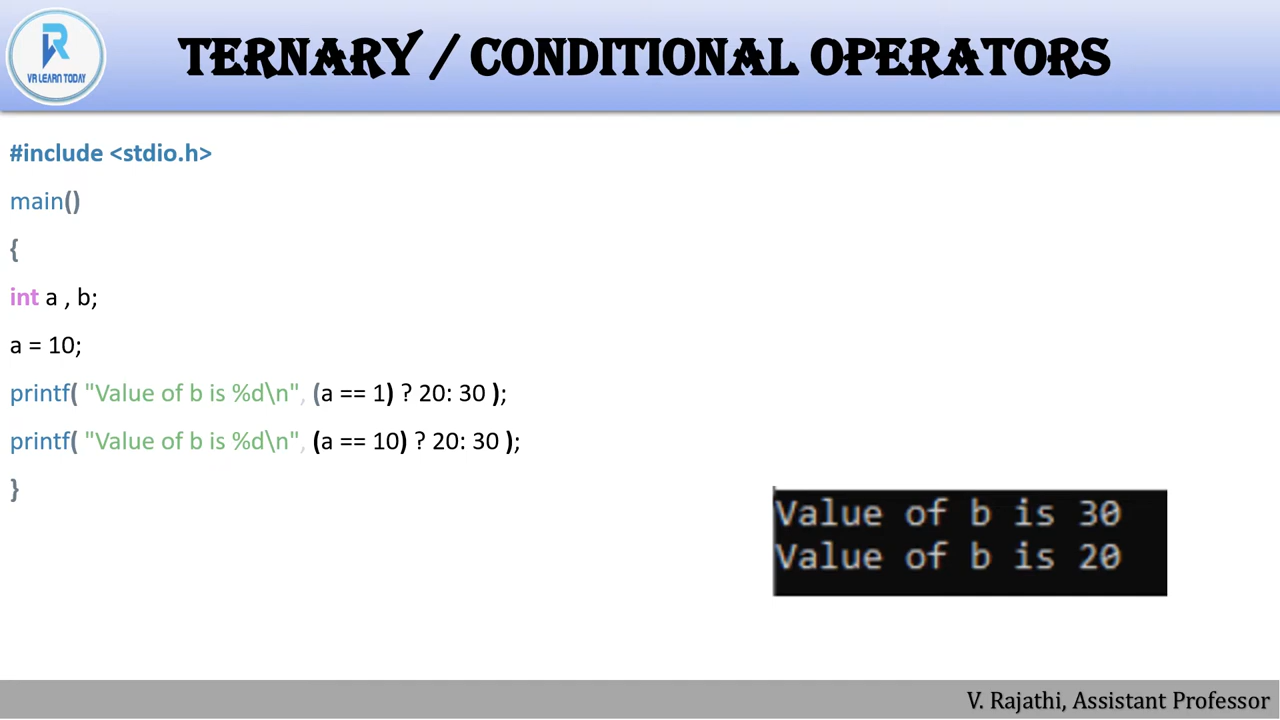 VR LEARN TODAY
TERNARY / CONDITIONAL OPERATORS
#include <stdio.h>
main()
{
int a , b;
a = 10;
printf( "Value of b is %d\n", (a == 1) ? 20: 30 );
printf( "Value of b is %d\n", (a == 10) ? 20: 30 );
}
Value of b is 30
Value of b is 20
V. Rajathi, Assistant Professor